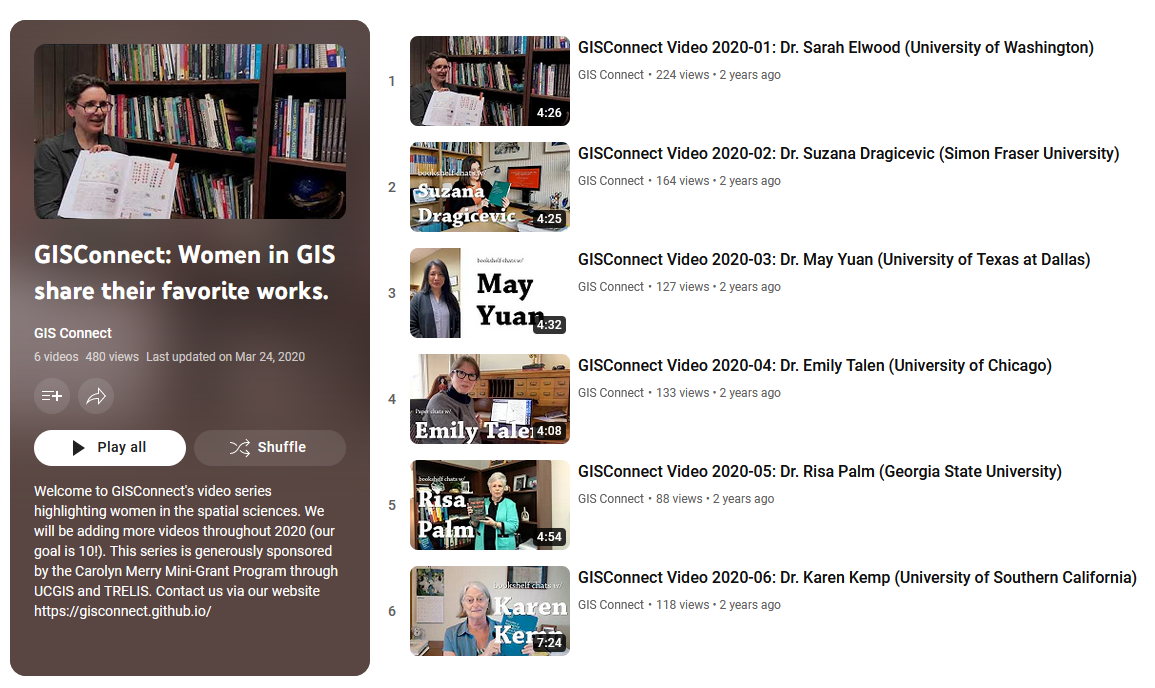 GISConnect: Women in GIS
share their favorite works.
GIS Connect
6 videos 480 views Last updated on Mar 24, 2020
Play all
Shuffle
Welcome to GISConnect's video series
highlighting women in the spatial sciences. We
will be adding more videos throughout 2020 (our
goal is 10!). This series is generously sponsored
by the Carolyn Merry Mini-Grant Program through
UCGIS and TRELIS. Contact us via our website
https://gisconnect.github.io/
1
4:26
GISConnect Video 2020-01: Dr. Sarah Elwood (University of Washington)
GIS Connect • 224 views • 2 years ago
2
bookshelf chats w/
Suzana
Dragicevic
4:25
GISConnect Video 2020-02: Dr. Suzana Dragicevic (Simon Fraser University)
GIS Connect • 164 views • 2 years ago
3
bookshelf chats w/
May
Yuan
4:32
GISConnect Video 2020-03: Dr. May Yuan (University of Texas at Dallas)
GIS Connect • 127 views • 2 years ago
4
Paper chats w/
Emily Tale
4:08
GISConnect Video 2020-04: Dr. Emily Talen (University of Chicago)
GIS Connect • 133 views • 2 years ago
5
bookshelf chats w/
Risa
Palm
4:54
GISConnect Video 2020-05: Dr. Risa Palm (Georgia State University)
GIS Connect • 88 views • 2 years ago
6
bookshelf chats w/
Karen
Kemp
7:24
GISConnect Video 2020-06: Dr. Karen Kemp (University of Southern California)
GIS Connect • 118 views • 2 years ago